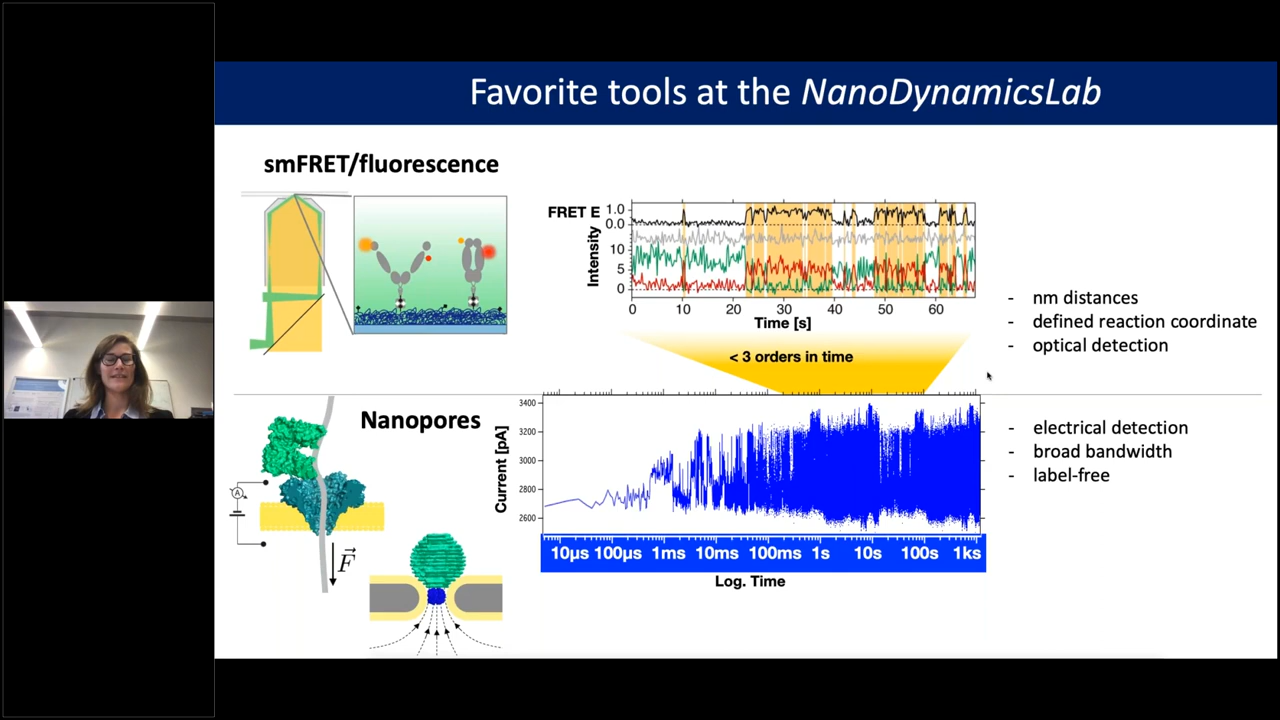 Favorite tools at the NanoDynamicsLab
smFRET/fluorescence
FRET E
1.0
0.0
Intensity
10
5
0
0 10 20 30 40 50 60
Time [s]
< 3 orders in time
- nm distances
- defined reaction coordinate
- optical detection
Nanopores
A
F
Current [pA]
3400
3200
3000
2800
2600
10µs 100µs 1ms 10ms 100ms 1s 10s 100s 1ks
Log. Time
- electrical detection
- broad bandwidth
- label-free